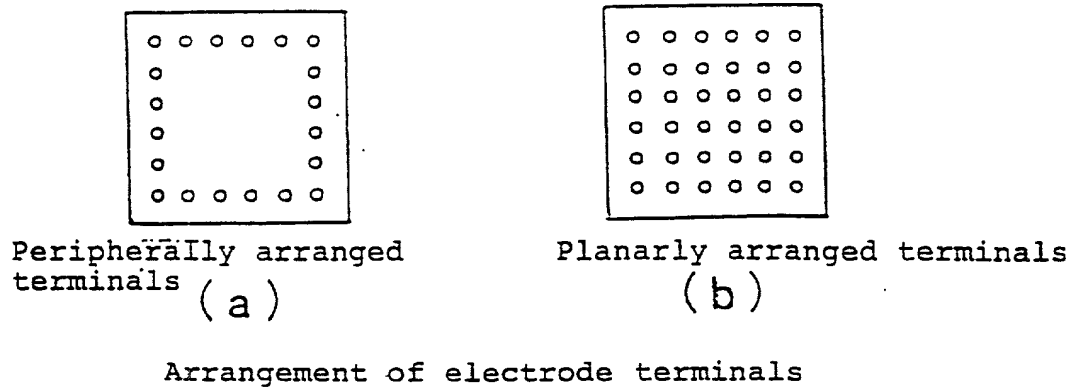 Peripherally arranged
terminals
(a)
Planarly arranged terminals
(b)
Arrangement of electrode terminals